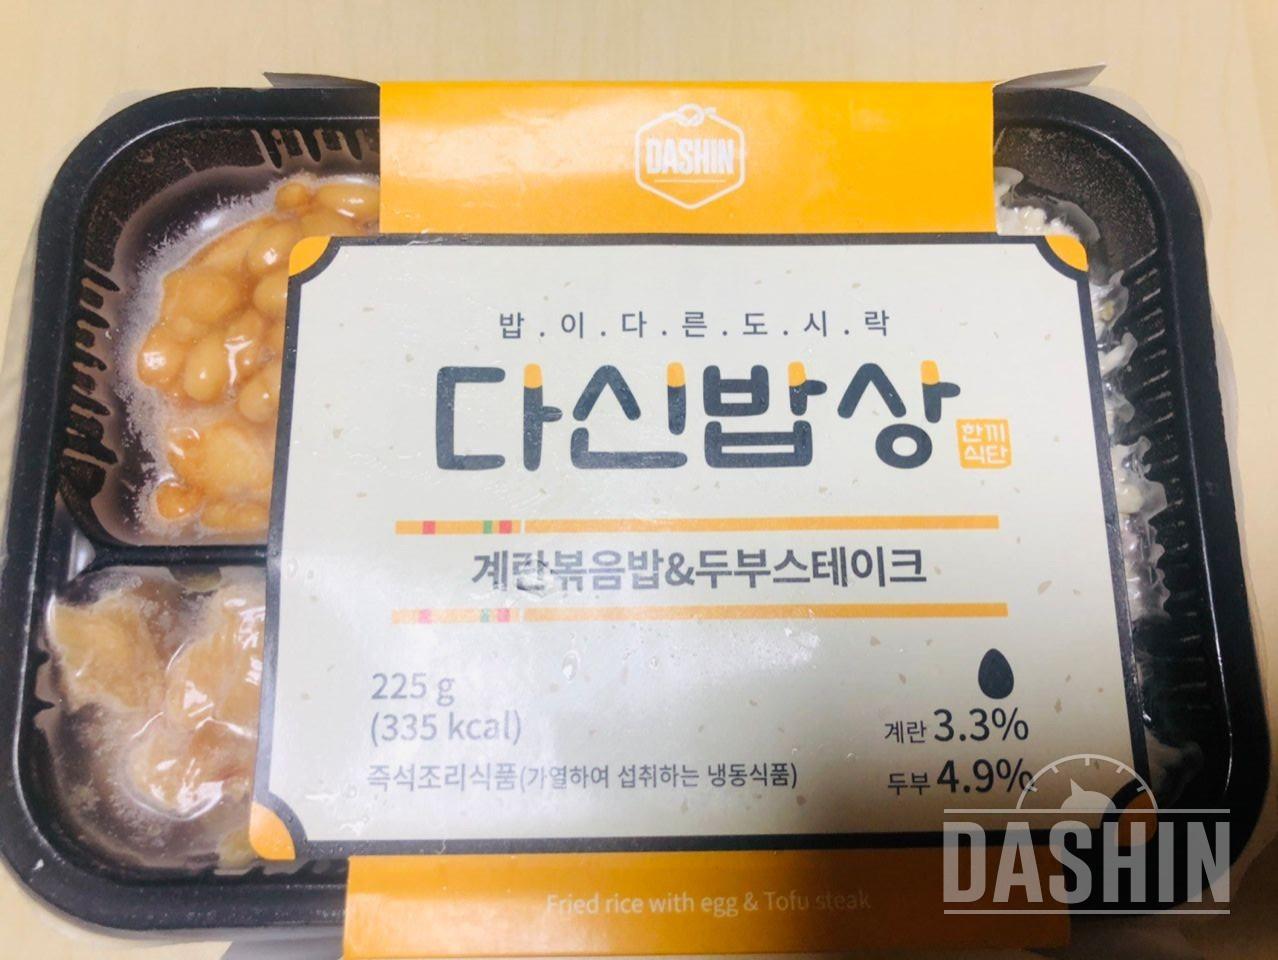 DASHIN
밥.이.다.른.도.시.락
다신밥상
한끼
식단
계란볶음밥&두부스테이크
225 g
(335 kcal)
즉석조리식품(가열하여 섭취하는 냉동식품)
계란 3.3%
두부 4.9%
Fried rice with egg & Tofu steak
DASHIN